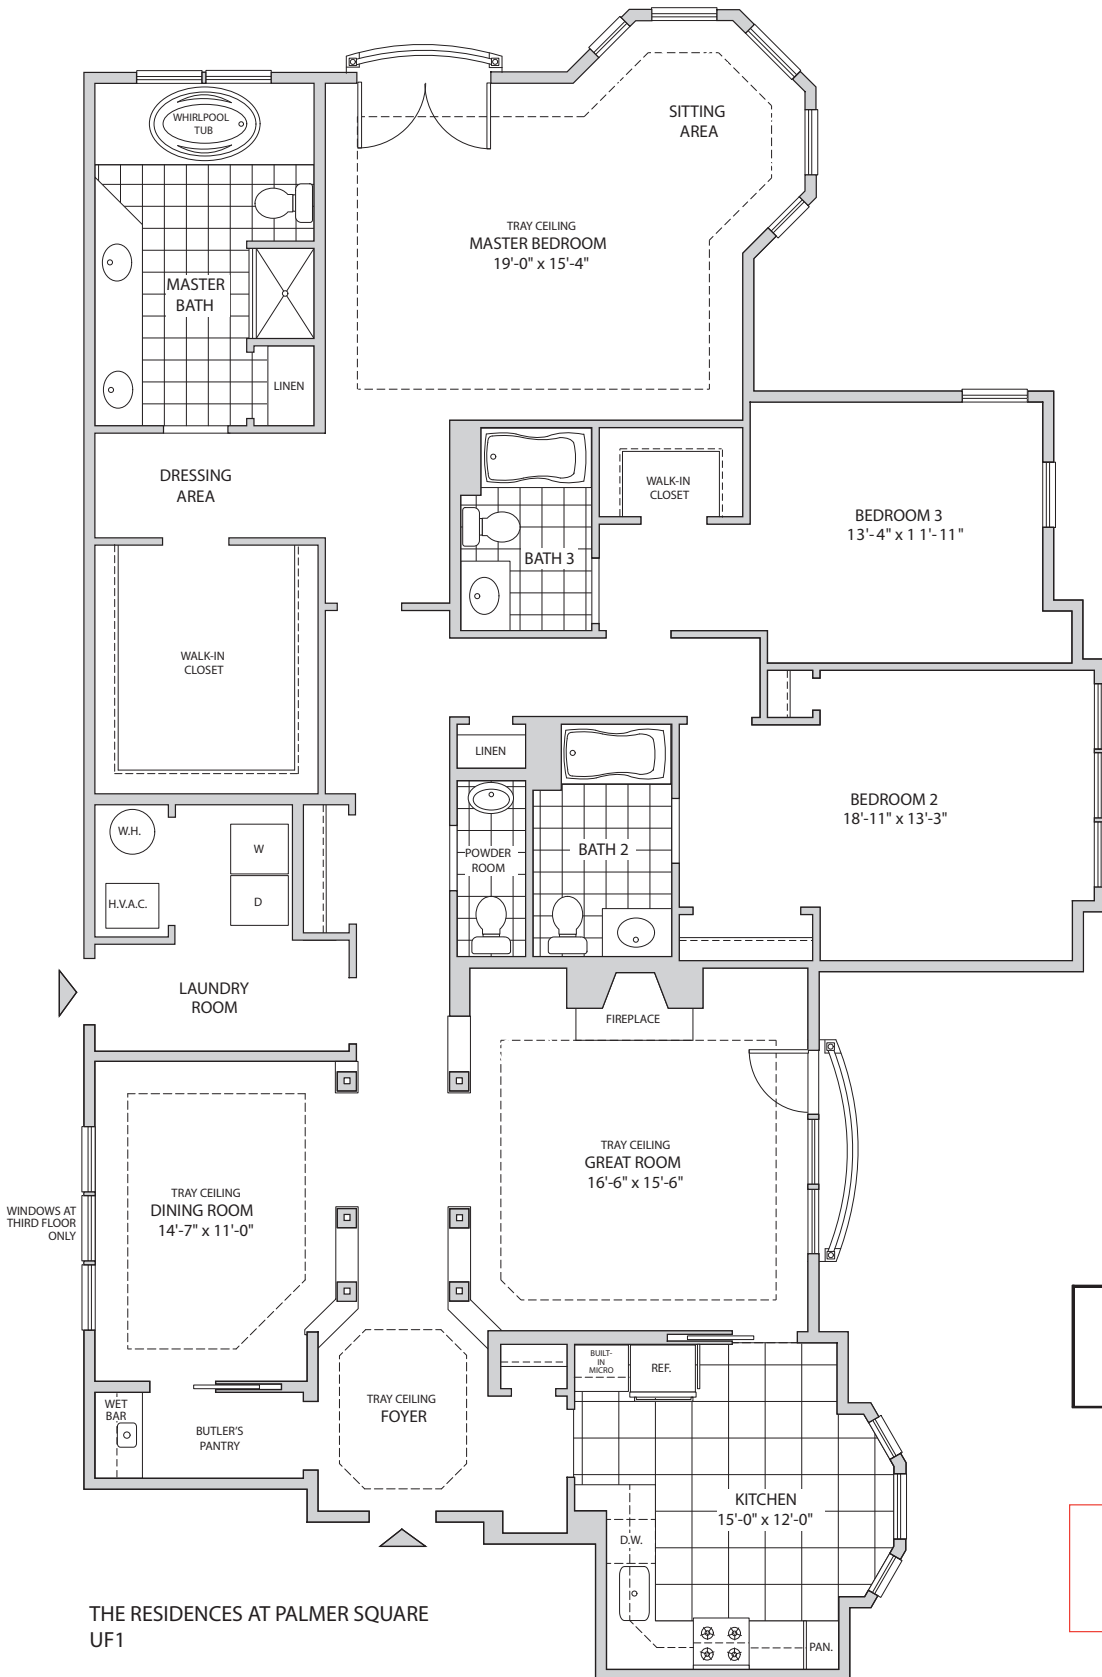 WHIRLPOOL
TUB
SITTING
AREA
TRAY CEILING
MASTER BEDROOM
19'-0" x 15'-4"
MASTER
BATH
LINEN
DRESSING
AREA
WALK-IN
CLOSET
BEDROOM 3
13'-4" x 1 1'-11"
BATH 3
WALK-IN
CLOSET
LINEN
BEDROOM 2
18'-11" x 13'-3"
W.H.
W
POWDER
ROOM
BATH 2
H.V.A.C.
D
LAUNDRY
ROOM
FIREPLACE
TRAY CEILING
GREAT ROOM
16'-6" x 15'-6"
TRAY CEILING
DINING ROOM
14'-7" x 11'-0"
WINDOWS AT
THIRD FLOOR
ONLY
BUILT-
IN
MICRO
REF.
WET
BAR
TRAY CEILING
FOYER
BUTLER'S
PANTRY
KITCHEN
15'-0" x 12'-0"
D.W.
PAN.
THE RESIDENCES AT PALMER SQUARE
UF1